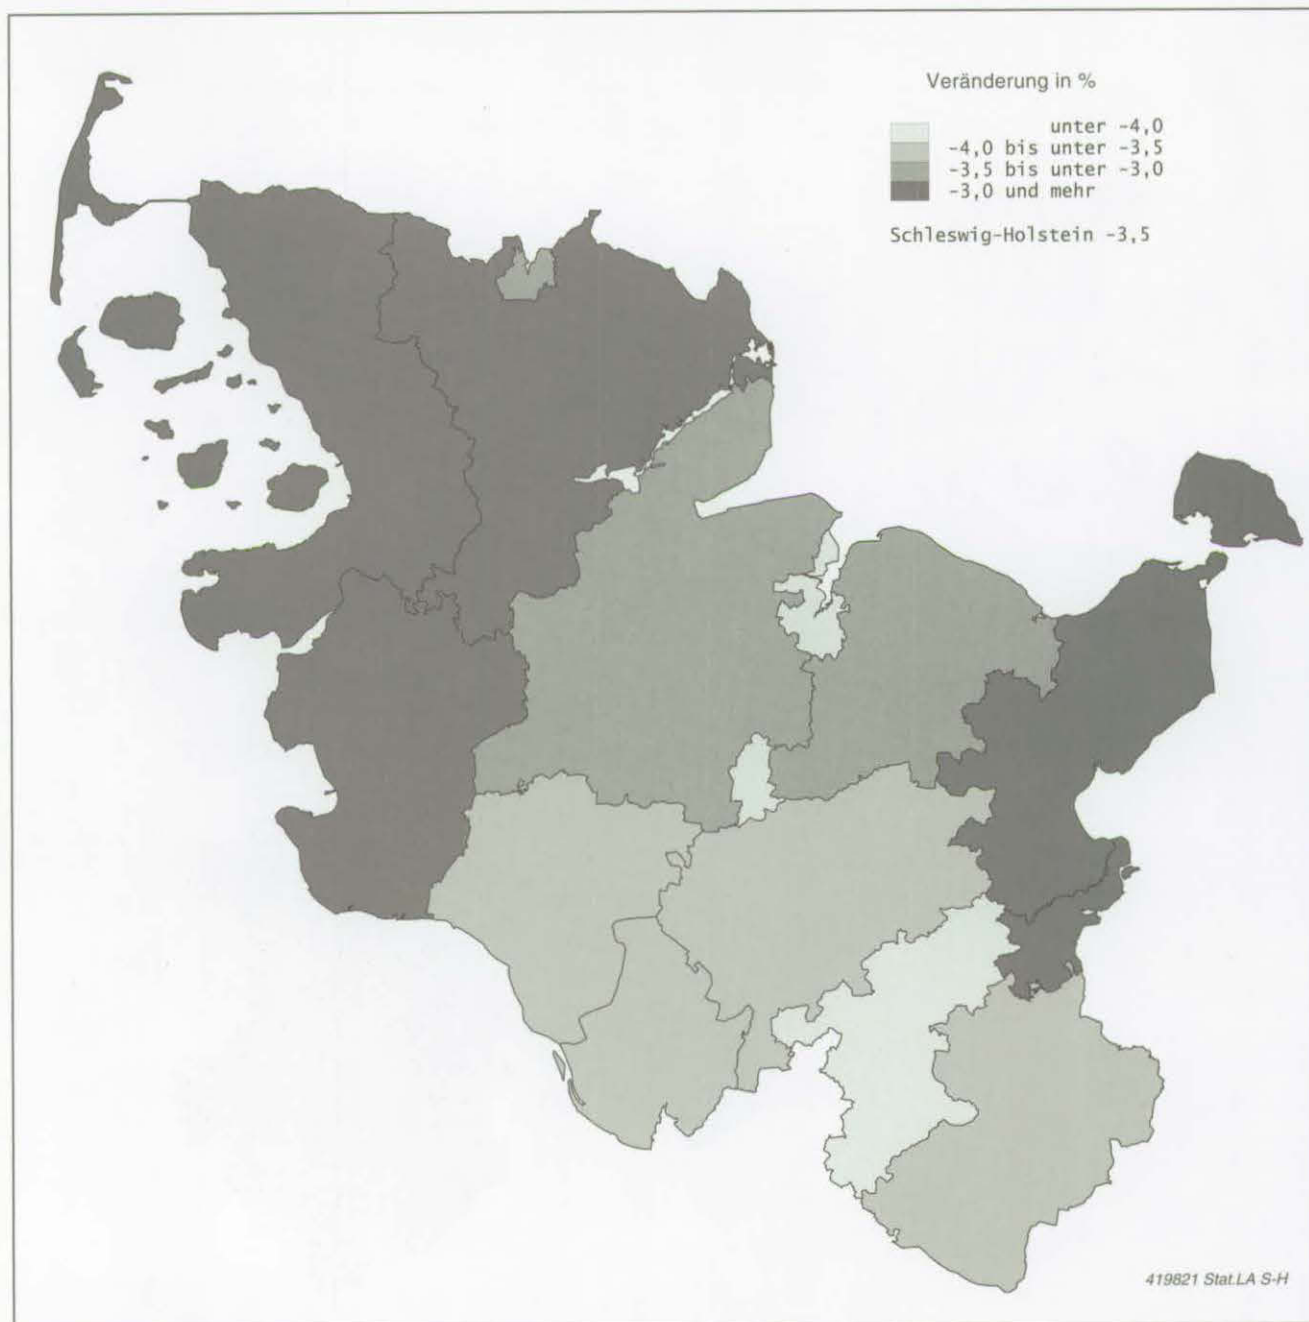 Veränderung in %
unter -4,0
-4,0 bis unter -3,5
-3,5 bis unter -3,0
-3,0 und mehr
Schleswig-Holstein -3,5
419821 Stat.LA S-H